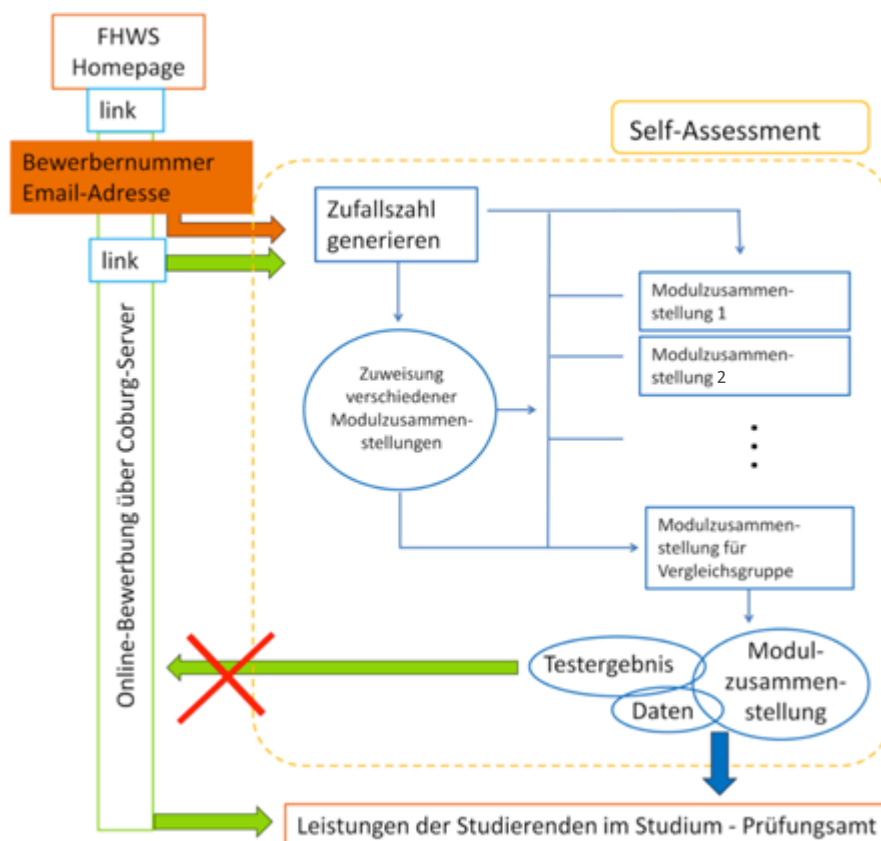 FHWS
Homepage
link
Bewerbernummer
Email-Adresse
link
Online-Bewerbung über Coburg-Server
Self-Assessment
Zufallszahl
generieren
Zuweisung
verschiedener
Modulzusammen-
stellungen
Modulzusammen-
stellung 1
Modulzusammen-
stellung 2
Modulzusammen-
stellung für
Vergleichsgruppe
Testergebnis
Daten
Modul-
zusammen-
stellung
Leistungen der Studierenden im Studium - Prüfungsamt